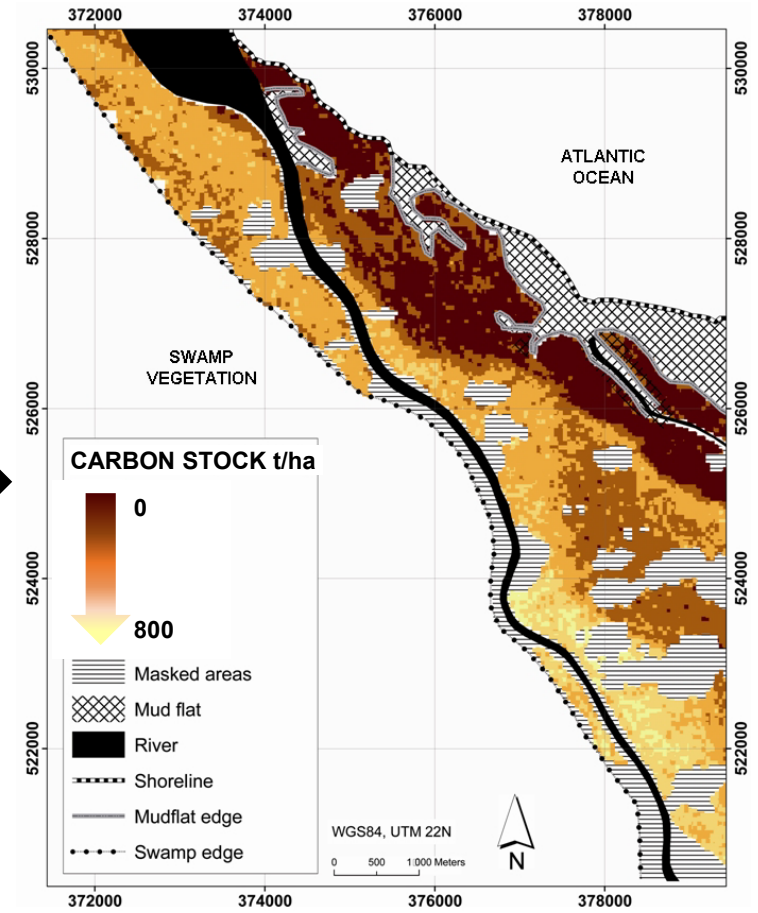 372000 374000 376000 378000
530000 530000
ATLANTIC
OCEAN
528000 528000
SWAMP
VEGETATION
526000 526000
CARBON STOCK t/ha
0
524000 524000
800
Masked areas
Mud flat
522000 522000
River
Shoreline
Mudflat edge
WGS84, UTM 22N
Swamp edge
0 500 1 000 Meters
N
372000 374000 376000 378000